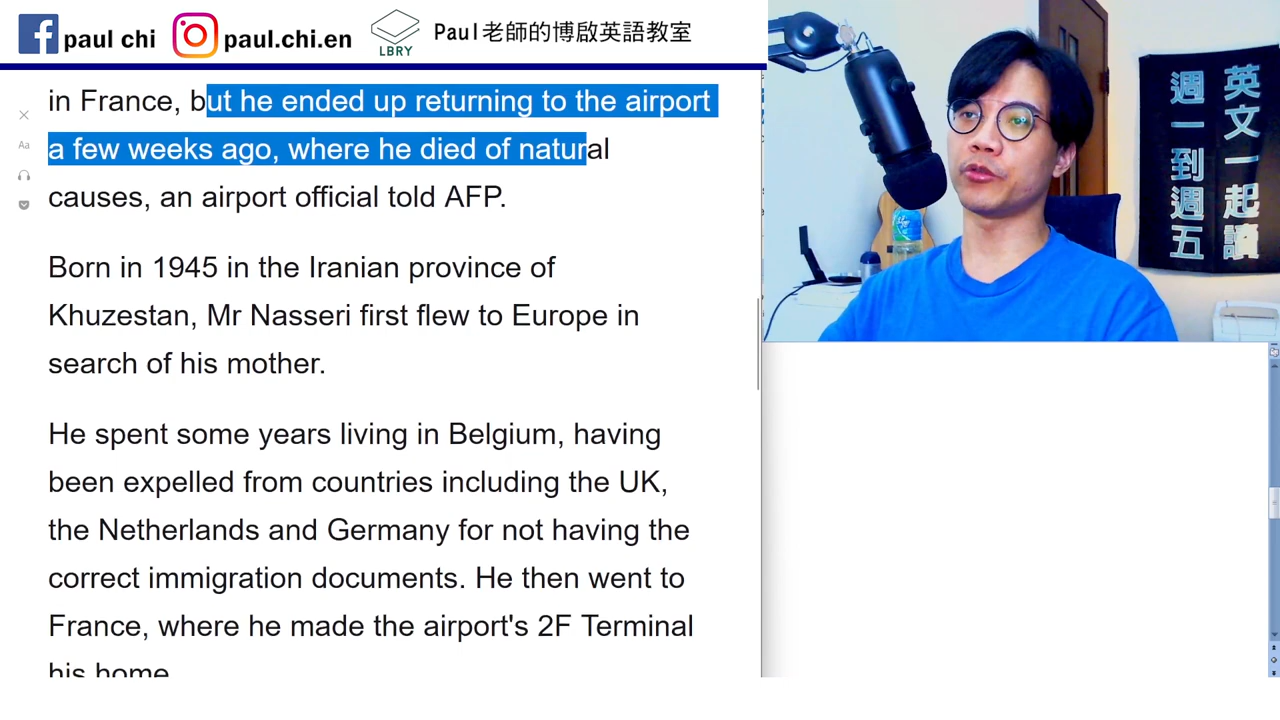 paul chi
paul.chi.en
LBRY
Paul老師的博啟英語教室
in France, but he ended up returning to the airport
a few weeks ago, where he died of natural
causes, an airport official told AFP.
Born in 1945 in the Iranian province of
Khuzestan, Mr Nasseri first flew to Europe in
search of his mother.
He spent some years living in Belgium, having
been expelled from countries including the UK,
the Netherlands and Germany for not having the
correct immigration documents. He then went to
France, where he made the airport's 2F Terminal
his home
Aa
英文一起讀
週一到週五